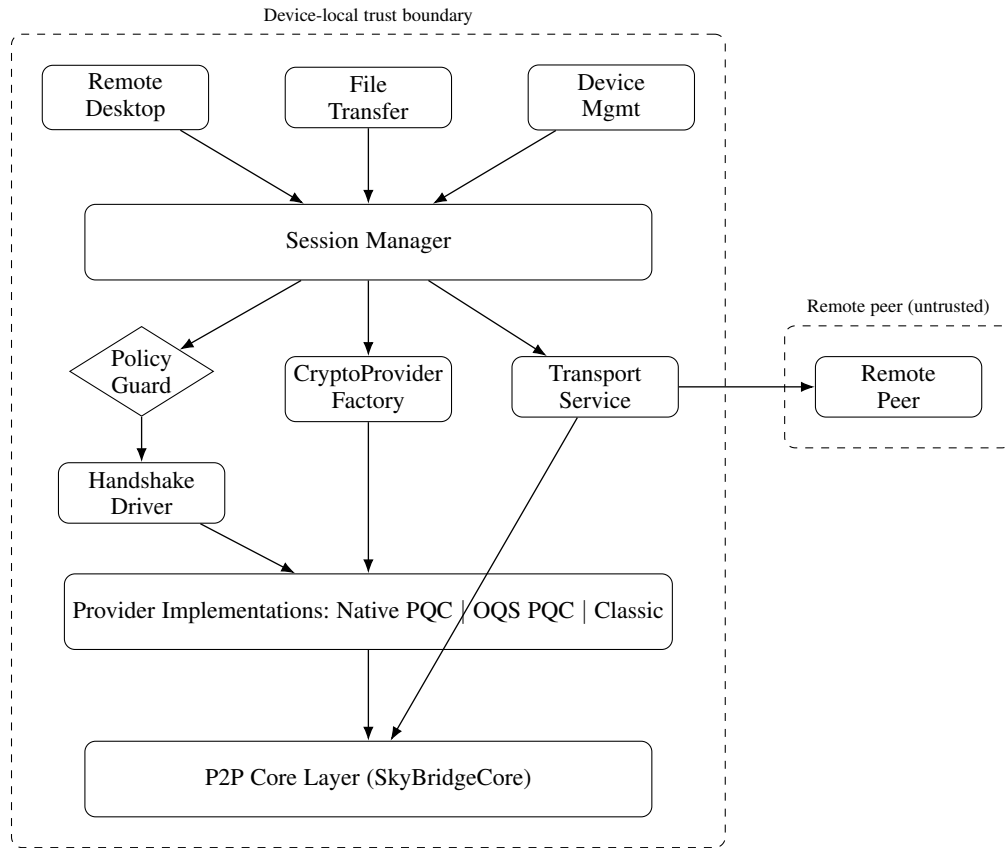 Device-local trust boundary
Remote
Desktop
File
Transfer
Device
Mgmt
Session Manager
Remote peer (untrusted)
Policy
Guard
CryptoProvider
Factory
Transport
Service
Remote
Peer
Handshake
Driver
Provider Implementations: Native PQC | OQS PQC | Classic
P2P Core Layer (SkyBridgeCore)